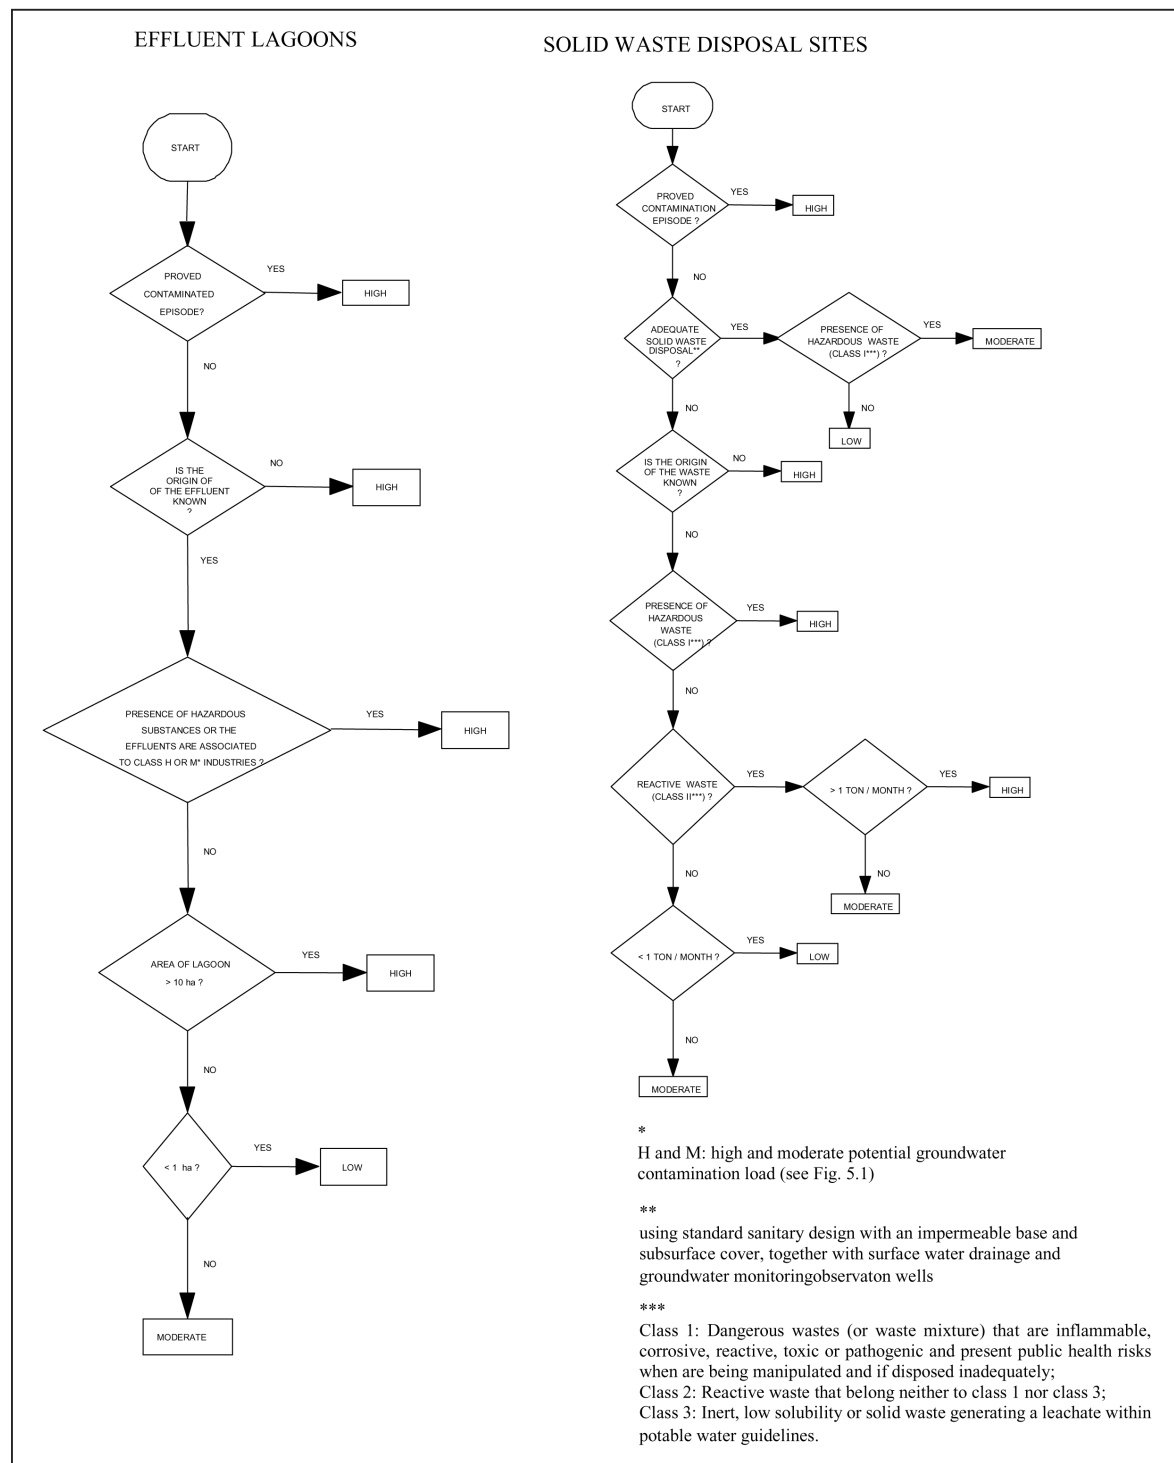 EFFLUENT LAGOONS
START
PROVED
CONTAMINATED
EPISODE?
YES
HIGH
NO
IS THE
ORIGIN OF
OF THE EFFLUENT
KNOWN
?
NO
HIGH
YES
PRESENCE OF HAZARDOUS
SUBSTANCES OR THE
EFFLUENTS ARE ASSOCIATED
TO CLASS H OR M* INDUSTRIES ?
YES
HIGH
NO
AREA OF LAGOON
> 10 ha ?
YES
HIGH
NO
< 1 ha ?
YES
LOW
NO
MODERATE
SOLID WASTE DISPOSAL SITES
START
PROVED
CONTAMINATION
EPISODE ?
YES
HIGH
NO
ADEQUATE
SOLID WASTE
DISPOSAL**
?
YES
PRESENCE OF
HAZARDOUS WASTE
(CLASS I***) ?
YES
MODERATE
NO
LOW
NO
IS THE ORIGIN
OF THE WASTE
KNOWN
?
NO
HIGH
NO
PRESENCE OF
HAZARDOUS
WASTE
(CLASS I***) ?
YES
HIGH
NO
REACTIVE WASTE
(CLASS II***) ?
YES
> 1 TON / MONTH ?
YES
HIGH
NO
MODERATE
NO
< 1 TON / MONTH ?
YES
LOW
NO
MODERATE
*
H and M: high and moderate potential groundwater
contamination load (see Fig. 5.1)
**
using standard sanitary design with an impermeable base and
subsurface cover, together with surface water drainage and
groundwater monitoringobservaton wells
***
Class 1: Dangerous wastes (or waste mixture) that are inflammable,
corrosive, reactive, toxic or pathogenic and present public health risks
when are being manipulated and if disposed inadequately;
Class 2: Reactive waste that belong neither to class 1 nor class 3;
Class 3: Inert, low solubility or solid waste generating a leachate within
potable water guidelines.